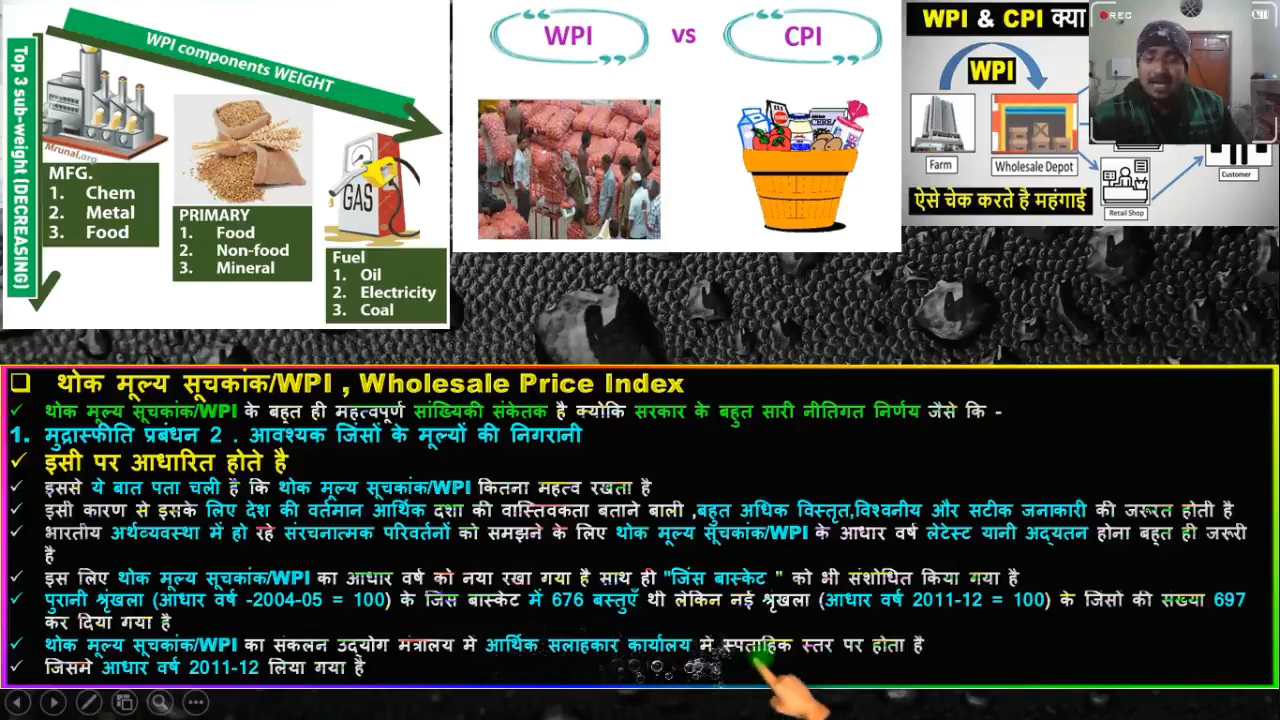 WPI components WEIGHT
Top 3 sub-weight (DECREASING)
Mrunal.org
MFG.
1. Chem
2. Metal
3. Food
PRIMARY
1. Food
2. Non-food
3. Mineral
GAS
Fuel
1. Oil
2. Electricity
3. Coal
WPI vs CPI
WPI & CPI क्या
REC
WPI
Farm
Wholesale Depot
Retail Shop
Customer
ऐसे चेक करते है महंगाई
❑ थोक मूल्य सूचकांक/WPI , Wholesale Price Index
✓ थोक मूल्य सूचकांक/WPI के बहुत ही महत्वपूर्ण सांख्यिकी संकेतक है क्योकि सरकार के बहुत सारी नीतिगत निर्णय जैसे कि -
1. मुद्रास्फीति प्रबंधन 2 . आवश्यक जिंसों के मूल्यों की निगरानी
✓ इसी पर आधारित होते है
✓ इससे ये बात पता चली है कि थोक मूल्य सूचकांक/WPI कितना महत्व रखता है
✓ इसी कारण से इसके लिए देश की वर्तमान आर्थिक दशा की वास्तिवकता बताने बाली ,बहुत अधिक विस्तृत,विश्वनीय और सटीक जनाकारी की जरूरत होती है
✓ भारतीय अर्थव्यवस्था में हो रहे संरचनात्मक परिवर्तनों को समझने के लिए थोक मूल्य सूचकांक/WPI के आधार वर्ष लेटेस्ट यानी अद्यतन होना बहुत ही जरूरी
है
✓ इस लिए थोक मूल्य सूचकांक/WPI का आधार वर्ष को नया रखा गया है साथ ही "जिंस बास्केट " को भी संशोधित किया गया है
✓ पुरानी श्रृंखला (आधार वर्ष -2004-05 = 100) के जिंस बास्केट में 676 बस्तुएँ थी लेकिन नई श्रृखला (आधार वर्ष 2011-12 = 100) के जिंसों की सख्या 697
कर दिया गया है
✓ थोक मूल्य सूचकांक/WPI का संकलन उद्योग मंत्रालय में आर्थिक सलाहकार कार्यालय में स्पताहिक स्तर पर होता है
✓ जिसमे आधार वर्ष 2011-12 लिया गया है